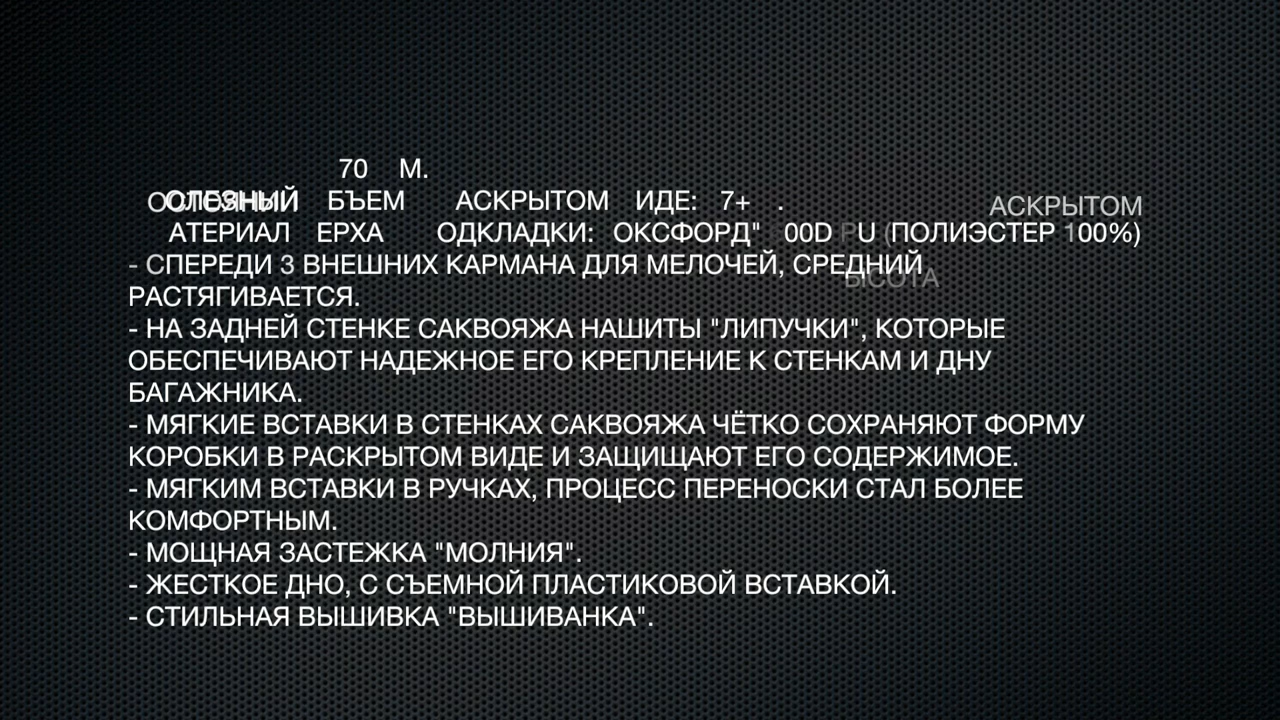 70 М.
БЪЕМ АСКРЫТОМ ИДЕ: 7+ .
АСКРЫТОМ
АТЕРИАЛ ЕРХА ОДКЛАДКИ: ОКСФОРД" 00D PU (ПОЛИЭСТЕР 100%)
- СПЕРЕДИ 3 ВНЕШНИХ КАРМАНА ДЛЯ МЕЛОЧЕЙ, СРЕДНИЙ
ЫСОТА
РАСТЯГИВАЕТСЯ.
- НА ЗАДНЕЙ СТЕНКЕ САКВОЯЖА НАШИТЫ "ЛИПУЧКИ", КОТОРЫЕ
ОБЕСПЕЧИВАЮТ НАДЕЖНОЕ ЕГО КРЕПЛЕНИЕ К СТЕНКАМ И ДНУ
БАГАЖНИКА.
- МЯГКИЕ ВСТАВКИ В СТЕНКАХ САКВОЯЖА ЧЁТКО СОХРАНЯЮТ ФОРМУ
КОРОБКИ В РАСКРЫТОМ ВИДЕ И ЗАЩИЩАЮТ ЕГО СОДЕРЖИМОЕ.
- МЯГКИМ ВСТАВКИ В РУЧКАХ, ПРОЦЕСС ПЕРЕНОСКИ СТАЛ БОЛЕЕ
КОМФОРТНЫМ.
- МОЩНАЯ ЗАСТЕЖКА "МОЛНИЯ".
- ЖЕСТКОЕ ДНО, С СЪЕМНОЙ ПЛАСТИКОВОЙ ВСТАВКОЙ.
- СТИЛЬНАЯ ВЫШИВКА "ВЫШИВАНКА".